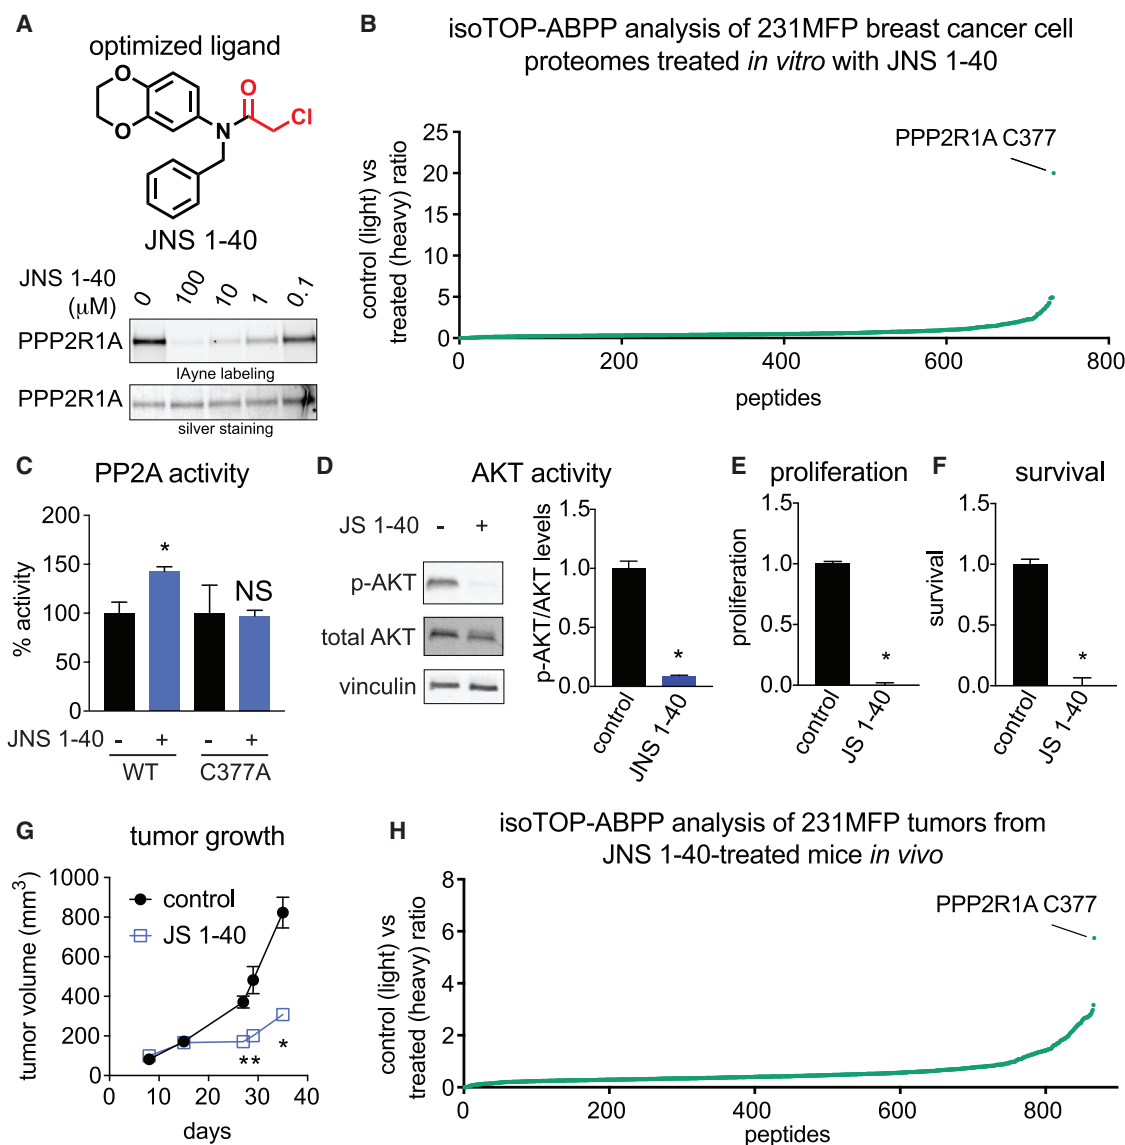 A
optimized ligand
O
O
N
O
Cl
JNS 1-40
JNS 1-40
(μM)
0
100
10
1
0.1
PPP2R1A
IAyne labeling
PPP2R1A
silver staining
B
isoTOP-ABPP analysis of 231MFP breast cancer cell
proteomes treated in vitro with JNS 1-40
control (light) vs
treated (heavy) ratio
25
20
15
10
5
0
PPP2R1A C377
0 200 400 600 800
peptides
C
PP2A activity
% activity
200
150
100
50
0
*
NS
JNS 1-40 - + - +
WT C377A
D
AKT activity
JS 1-40 - +
p-AKT
total AKT
vinculin
p-AKT/AKT levels
1.5
1.0
0.5
0.0
*
control
JNS 1-40
E
proliferation
proliferation
1.5
1.0
0.5
0.0
*
control
JS 1-40
F
survival
survival
1.5
1.0
0.5
0.0
*
control
JS 1-40
G
tumor growth
tumor volume (mm3)
1000
800
600
400
200
0
control
JS 1-40
**
*
0 10 20 30 40
days
H
isoTOP-ABPP analysis of 231MFP tumors from
JNS 1-40-treated mice in vivo
control (light) vs
treated (heavy) ratio
8
6
4
2
0
PPP2R1A C377
0 200 400 600 800
peptides